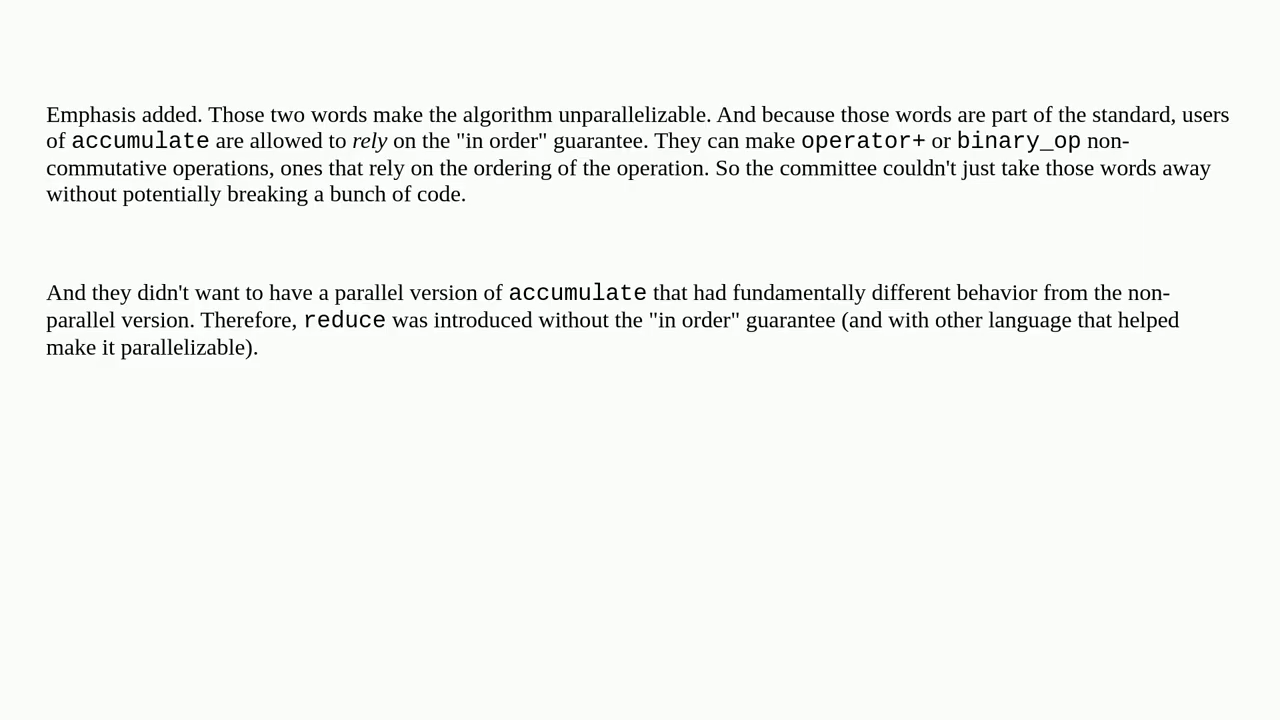 Emphasis added. Those two words make the algorithm unparallelizable. And because those words are part of the standard, users
of accumulate are allowed to rely on the "in order" guarantee. They can make operator+ or binary_op non-
commutative operations, ones that rely on the ordering of the operation. So the committee couldn't just take those words away
without potentially breaking a bunch of code.
And they didn't want to have a parallel version of accumulate that had fundamentally different behavior from the non-
parallel version. Therefore, reduce was introduced without the "in order" guarantee (and with other language that helped
make it parallelizable).